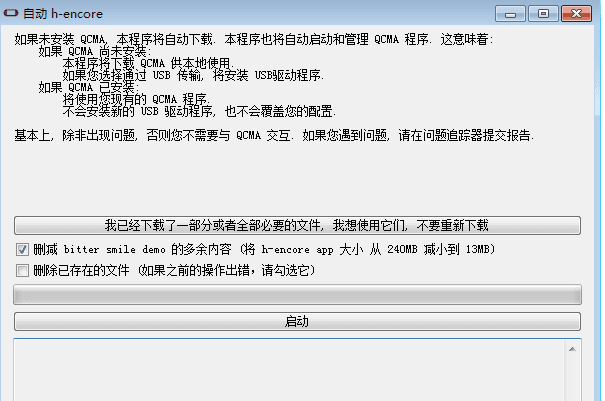 自动 h-encore
如果未安装 QCMA, 本程序将自动下载. 本程序也将自动启动和管理 QCMA 程序. 这意味着:
如果 QCMA 尚未安装:
本程序将下载 QCMA 供本地使用.
如果您选择通过 USB 传输, 将安装 USB驱动程序.
如果 QCMA 已安装:
将使用您现有的 QCMA 程序.
不会安装新的 USB 驱动程序, 也不会覆盖您的配置.
基本上, 除非出现问题, 否则您不需要与 QCMA 交互. 如果您遇到问题, 请在问题追踪器提交报告.
我已经下载了一部分或者全部必要的文件, 我想使用它们, 不要重新下载
删减 bitter smile demo 的多余内容 (将 h-encore app 大小 从 240MB 减小到 13MB)
删除已存在的文件 (如果之前的操作出错, 请勾选它)
启动